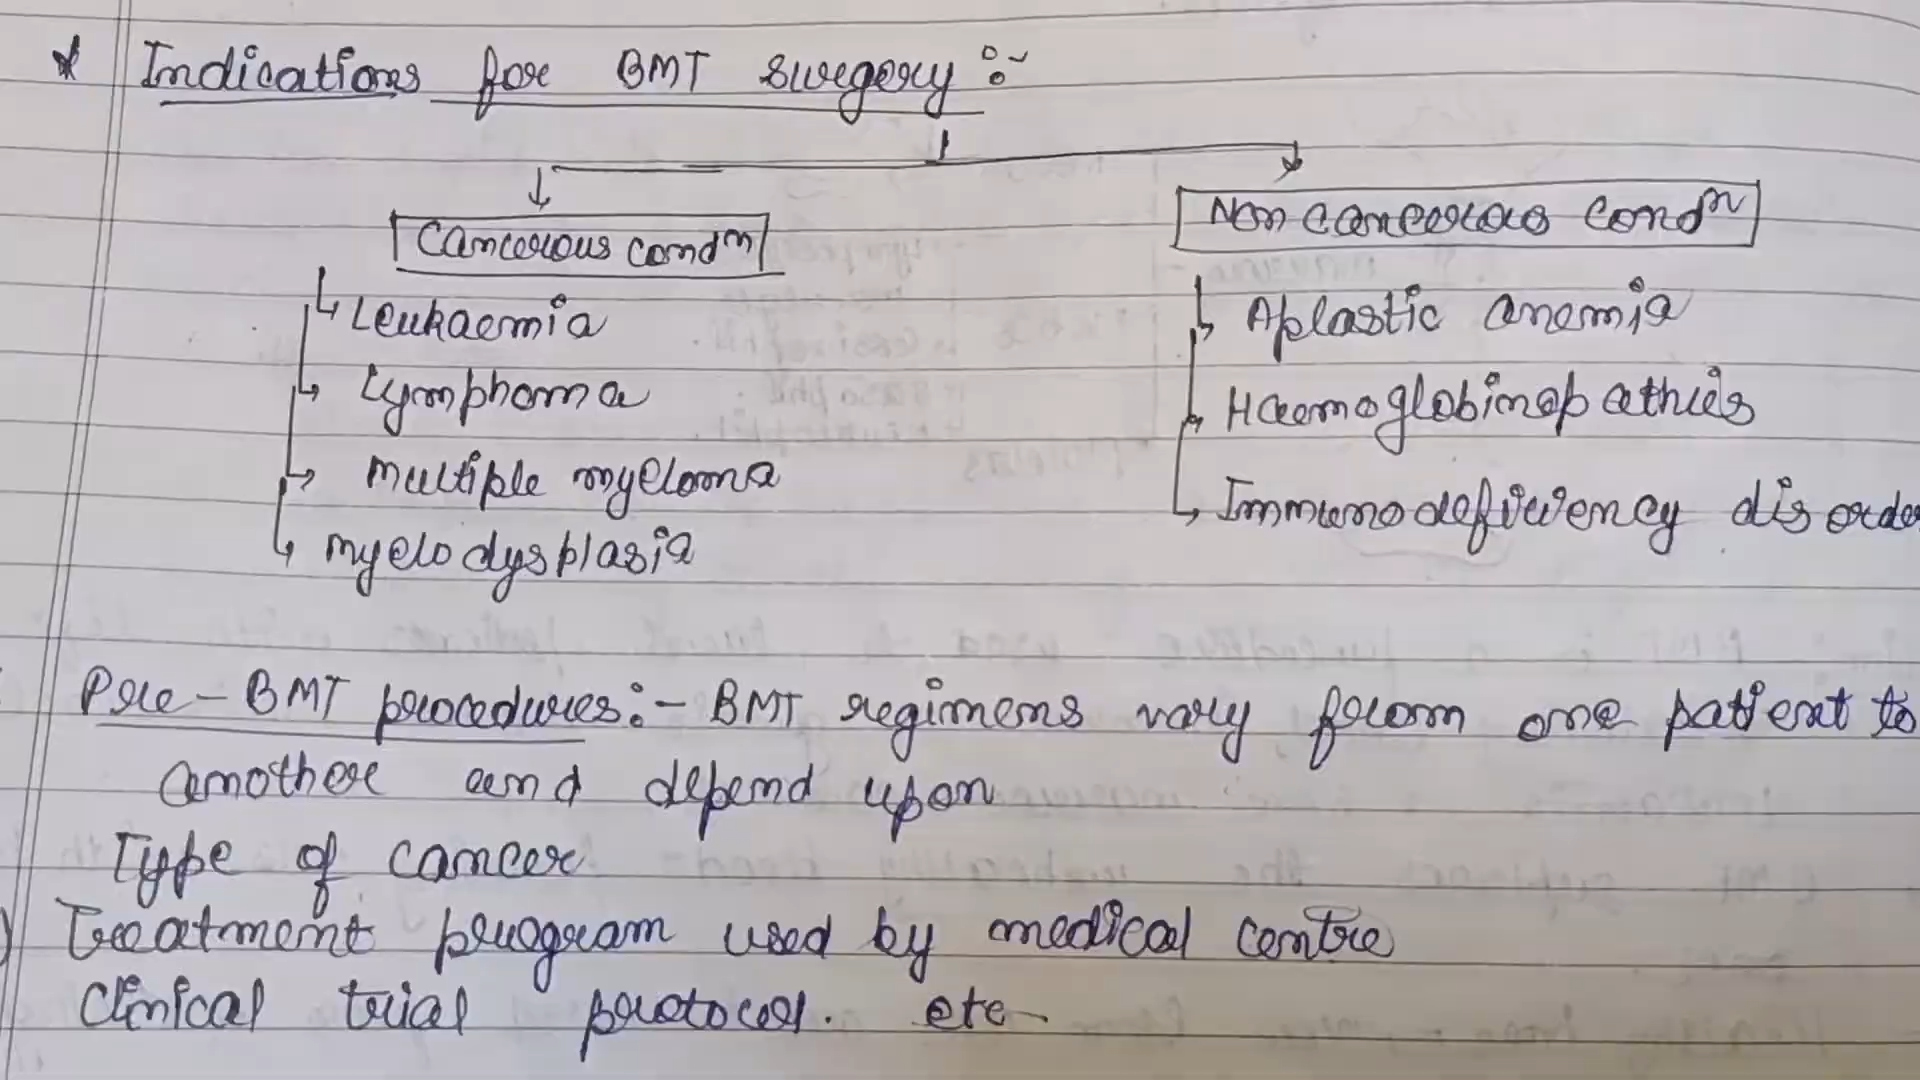 * Indications for BMT surgery :-
Cancerous condn
Non cancerous condn
Leukaemia
Lymphoma
Multiple myeloma
Myelodysplasia
Aplastic anemia
Haemoglobinopathies
Immunodeficiency disorde
Pre-BMT procedures:- BMT regimens vary from one patient to
another and depend upon
Type of cancer
Treatment program used by medical centre
Clinical trial protocol. etc.